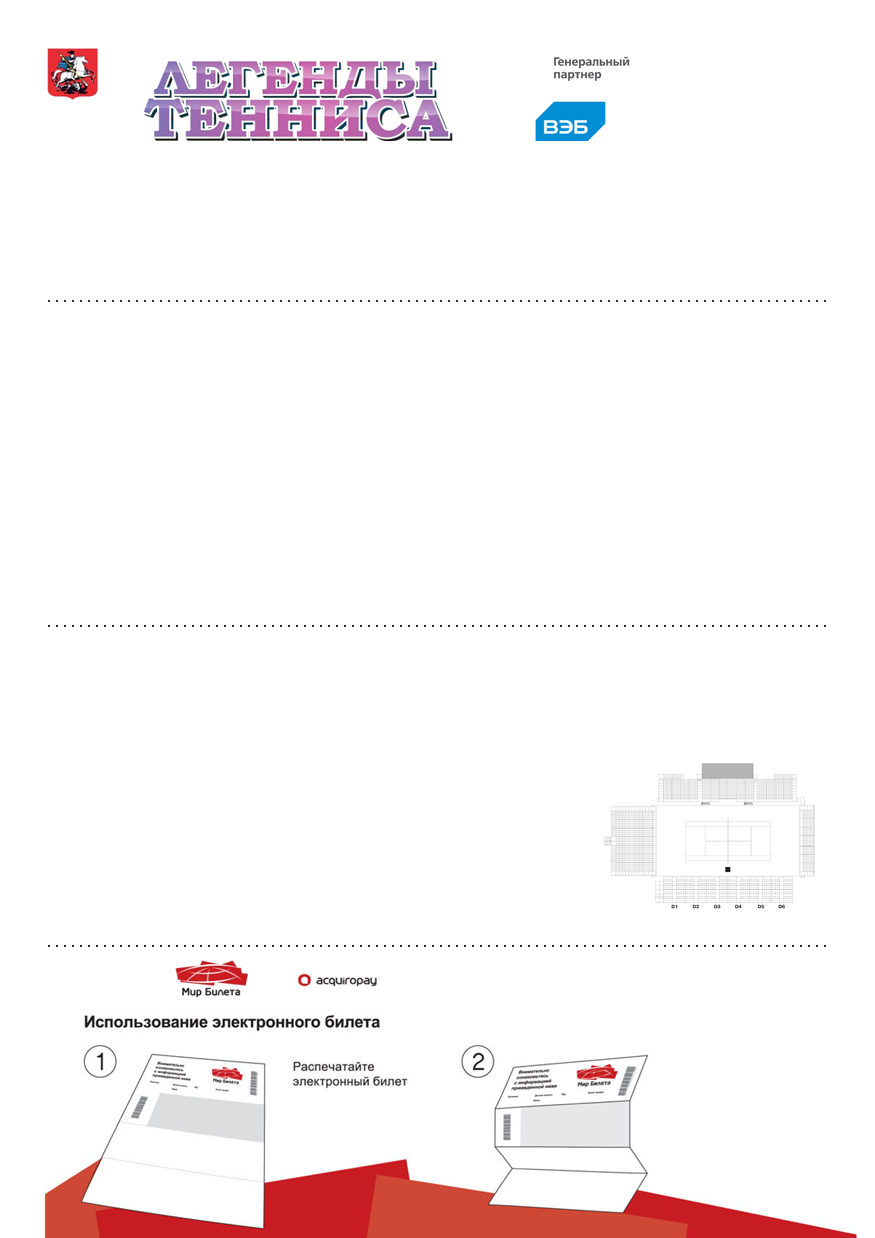 ЛЕГЕНДЫ
ТЕННИСА
Генеральный
партнер
ВЭБ
фото фото
D1 D2 D3 D4 D5 D6
Мир Билета
acquiropay
Использование электронного билета
1
Внимательно
ознакомьтесь
с информацией
приведенной ниже
Мир Билета
Распечатайте
электронный билет
2
Внимательно
ознакомьтесь
с информацией
приведенной ниже
Мир Билета